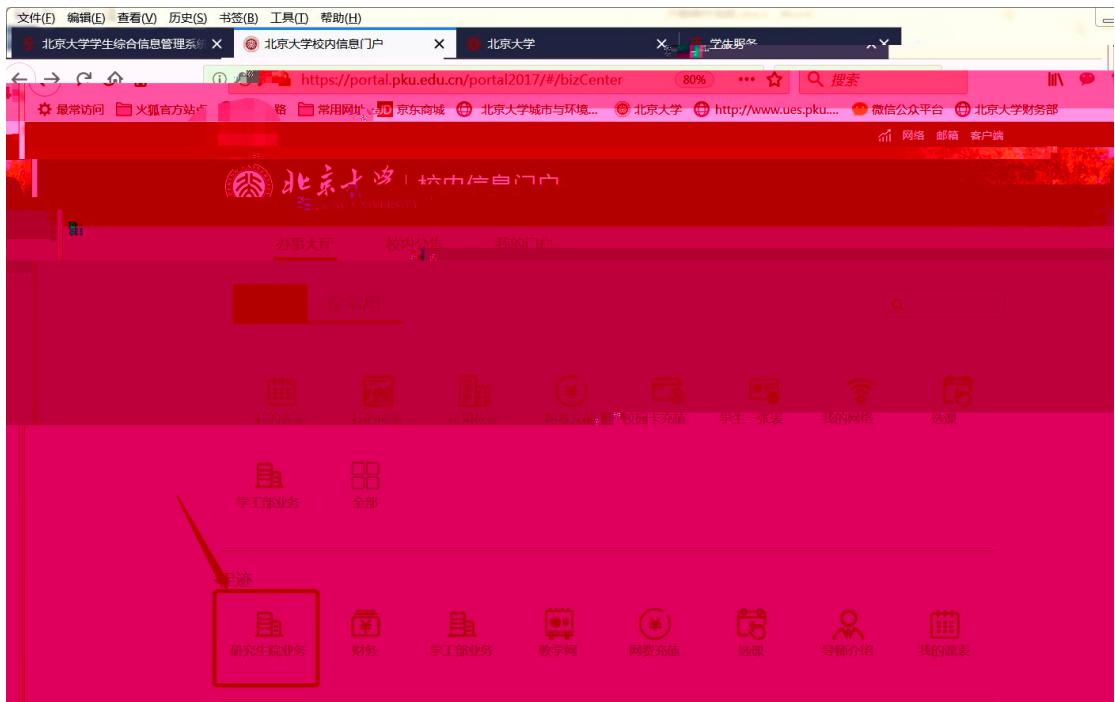 文件(F) 编辑(E) 查看(V) 历史(S) 书签(B) 工具(T) 帮助(H)
北京大学学生综合信息管理系统 北京大学校内信息门户 北京大学
https://portal.pku.edu.cn/portal2017/#/bizCenter 80% 搜索
最常访问 火狐官方站点 常用网址 JD 京东商城 北京大学城市与环境... 北京大学 http://www.ues.pku.... 微信公众平台 北京大学财务部
网络 邮箱 客户端
北京大学 校内信息门户
办事大厅 校内公告 我的门户
校园卡充值 学生一张表 我的网络 选课
学工部业务 全部
足迹
研究生院业务 财务 学工部业务 教学网 网费充值 选课 导师介绍 我的课表